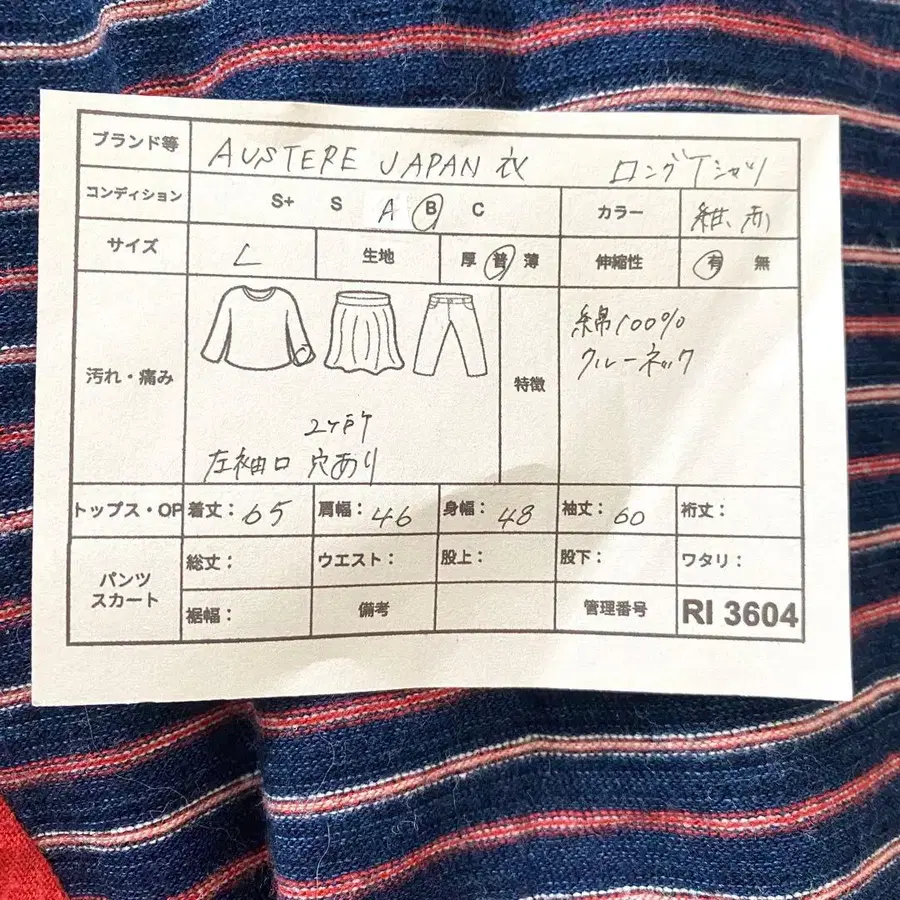 ブランド等 AUSTERE JAPAN 衣 ロングTシャツ
コンディション S+ S A B C カラー 紺、赤
サイズ L 生地 厚 普 薄 伸縮性 有 無
汚れ・痛み 特徴 綿100%
クルーネック
2ヶ所
左袖口 穴あり
トップス・OP 着丈：65 肩幅：46 身幅：48 袖丈：60 裄丈：
パンツ スカート 総丈： ウエスト： 股上： 股下： ワタリ：
裾幅： 備考 管理番号 RI 3604